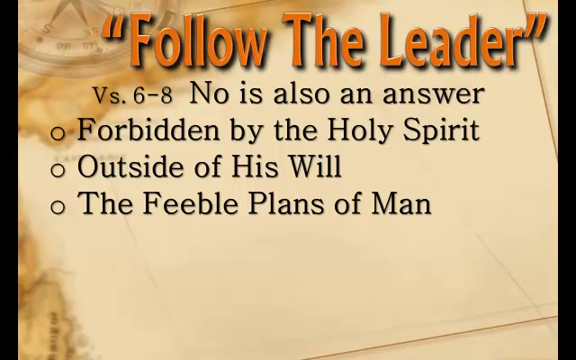 “Follow The Leader”
Vs. 6-8 No is also an answer
o Forbidden by the Holy Spirit
o Outside of His Will
o The Feeble Plans of Man